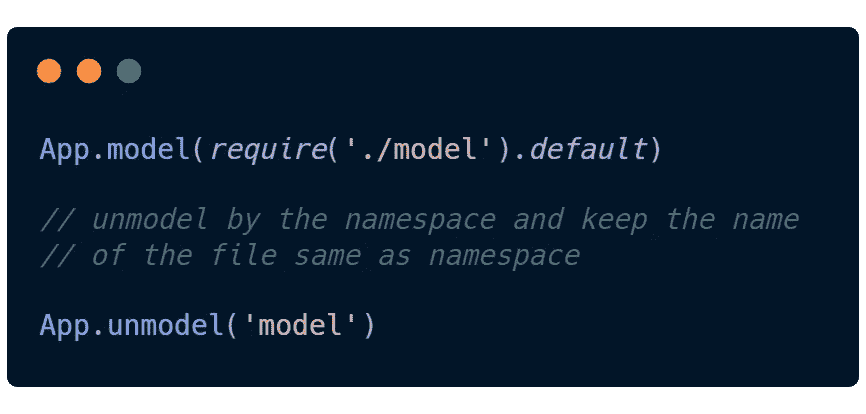 App.model(require('./model').default)
// unmodel by the namespace and keep the name
// of the file same as namespace
App.unmodel('model')